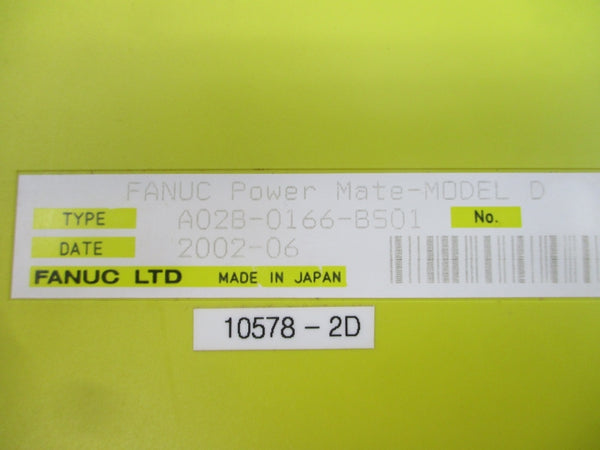 FANUC Power Mate-MODEL D
TYPE A02B-0166-B501 No.
DATE 2002-06
FANUC LTD MADE IN JAPAN
10578-2D